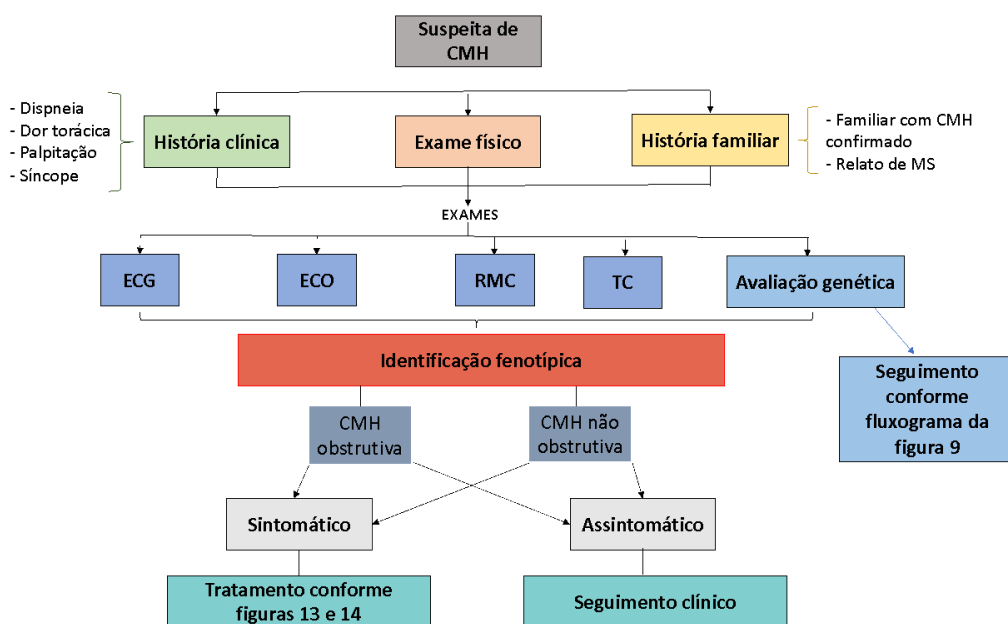 Suspeita de
CMH
- Dispneia
- Dor torácica
- Palpitação
- Síncope
História clínica
Exame físico
História familiar
- Familiar com CMH
confirmado
- Relato de MS
EXAMES
ECG
ECO
RMC
TC
Avaliação genética
Identificação fenotípica
Seguimento
conforme
fluxograma da
figura 9
CMH
obstrutiva
CMH não
obstrutiva
Sintomático
Assintomático
Tratamento conforme
figuras 13 e 14
Seguimento clínico